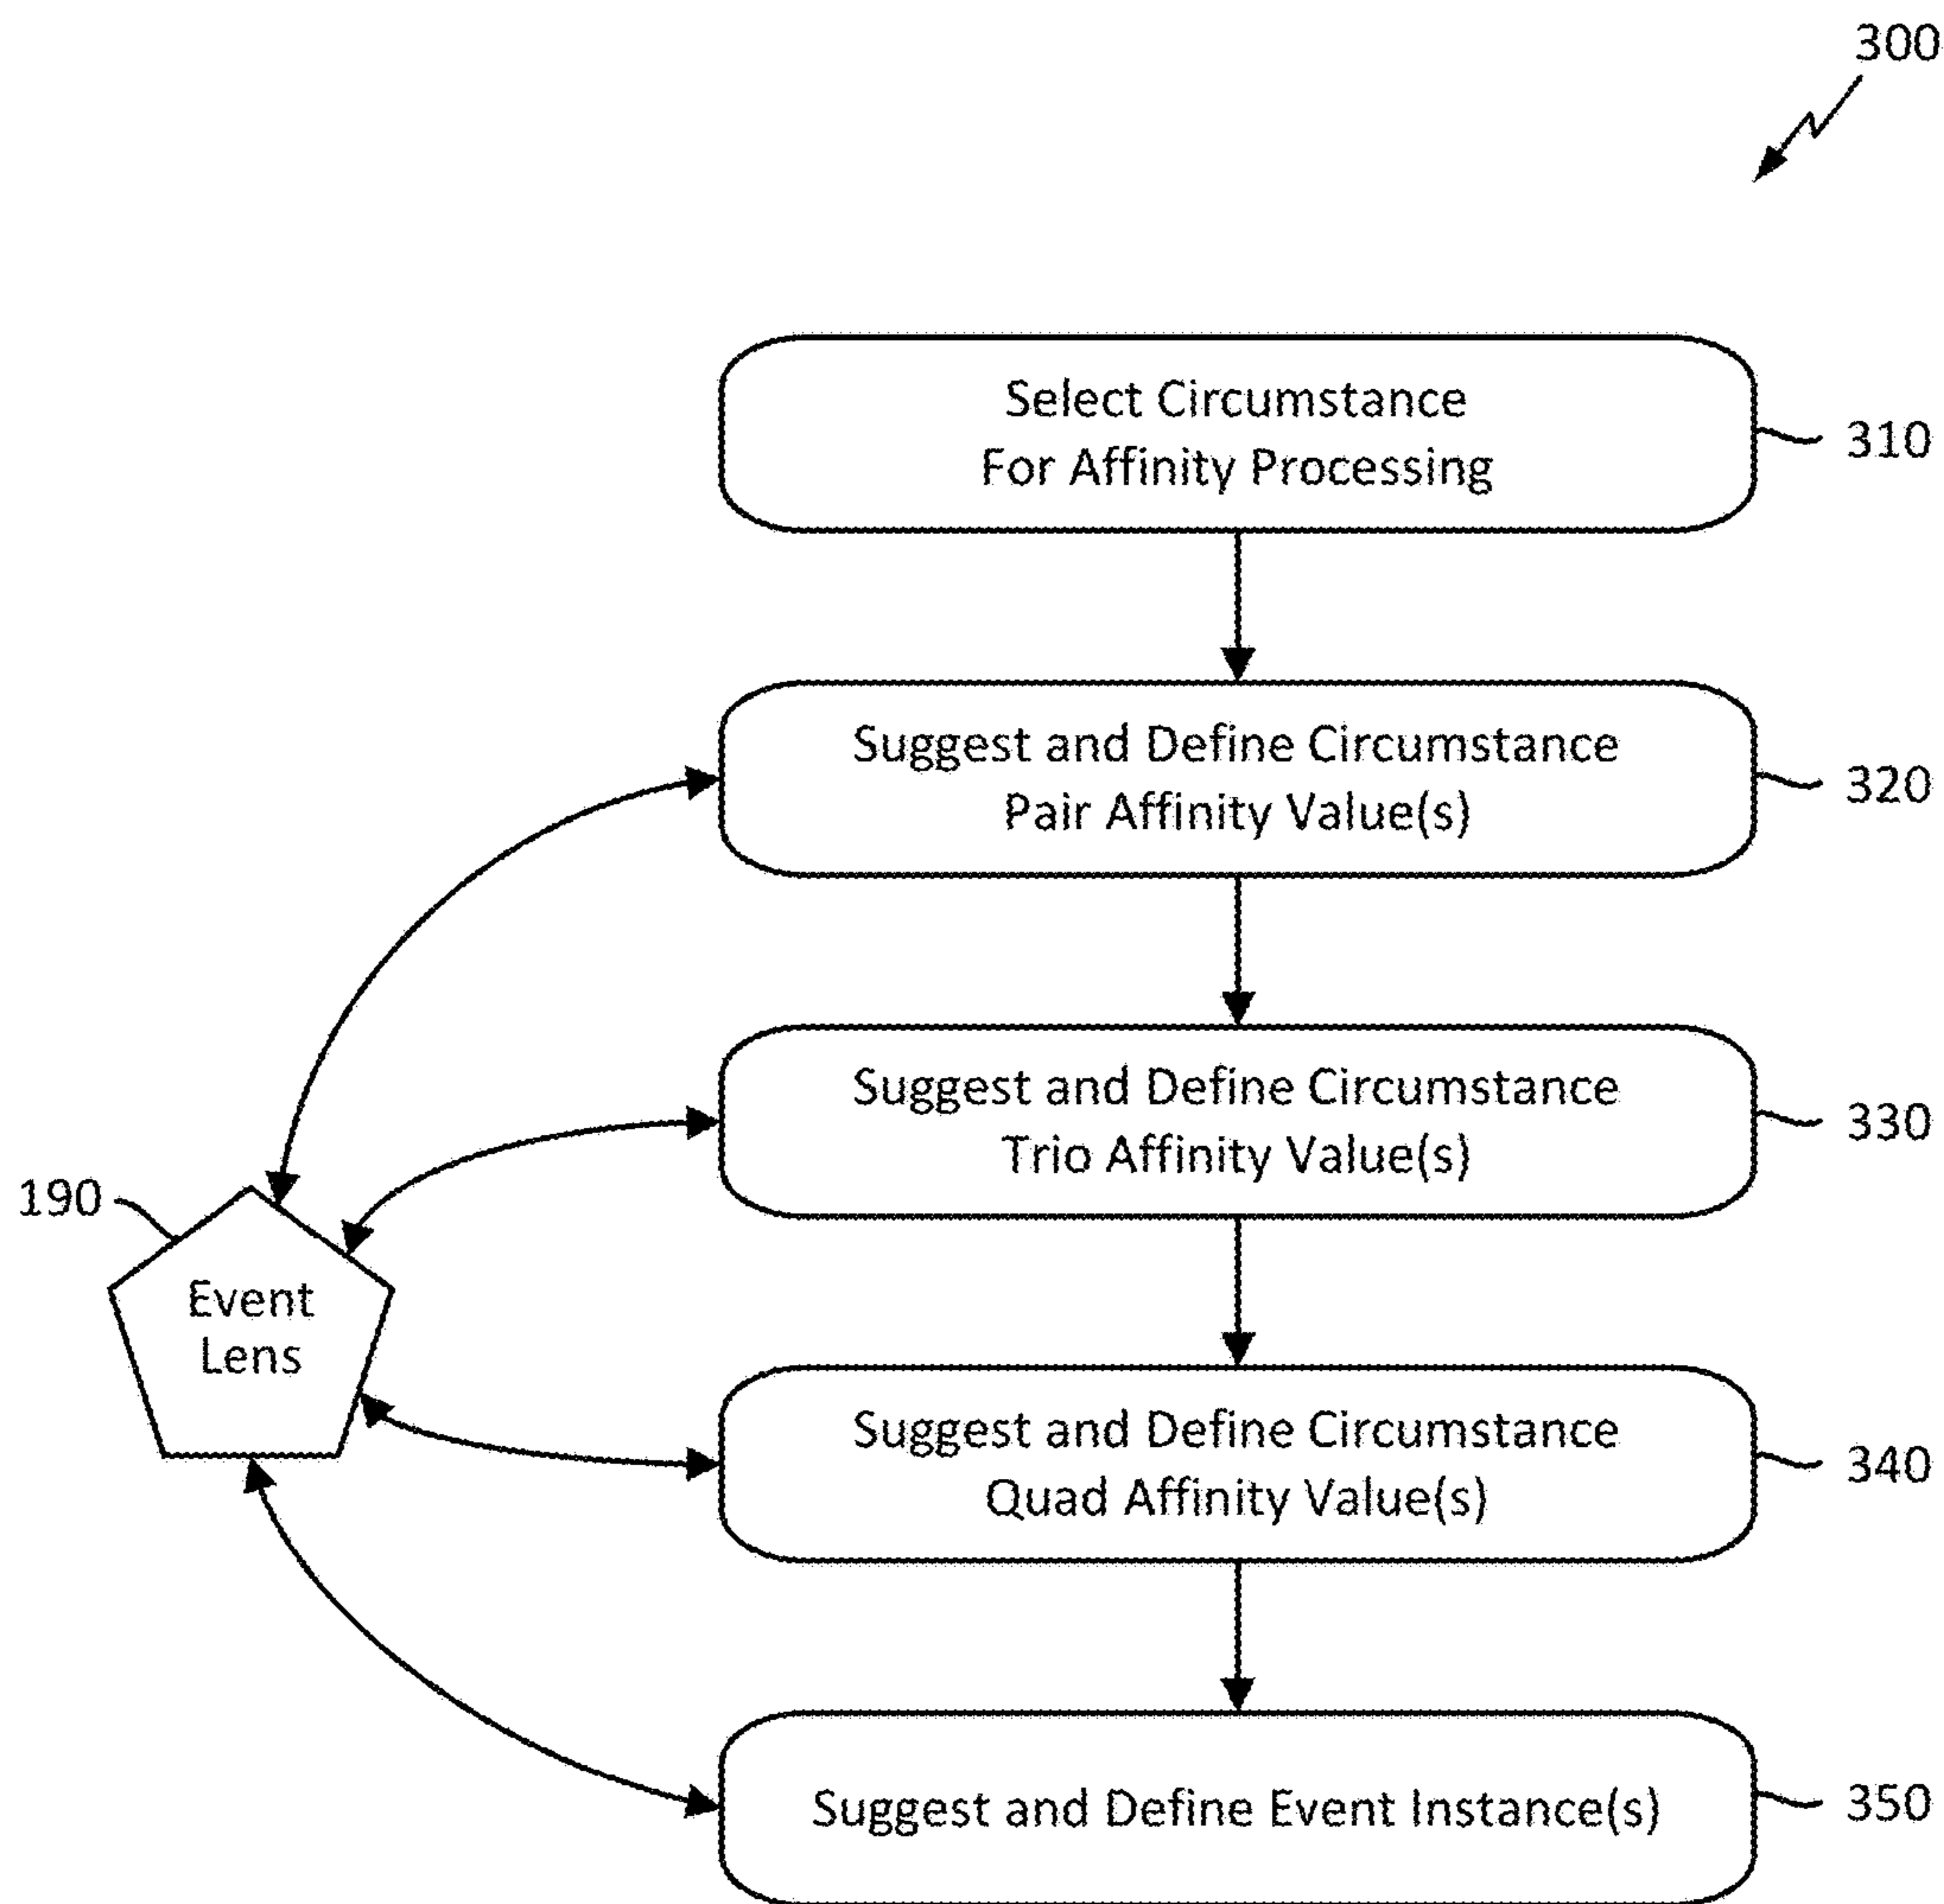 300
Select Circumstance
For Affinity Processing
310
Suggest and Define Circumstance
Pair Affinity Value(s)
320
Suggest and Define Circumstance
Trio Affinity Value(s)
330
190
Event
Lens
Suggest and Define Circumstance
Quad Affinity Value(s)
340
Suggest and Define Event Instance(s)
350